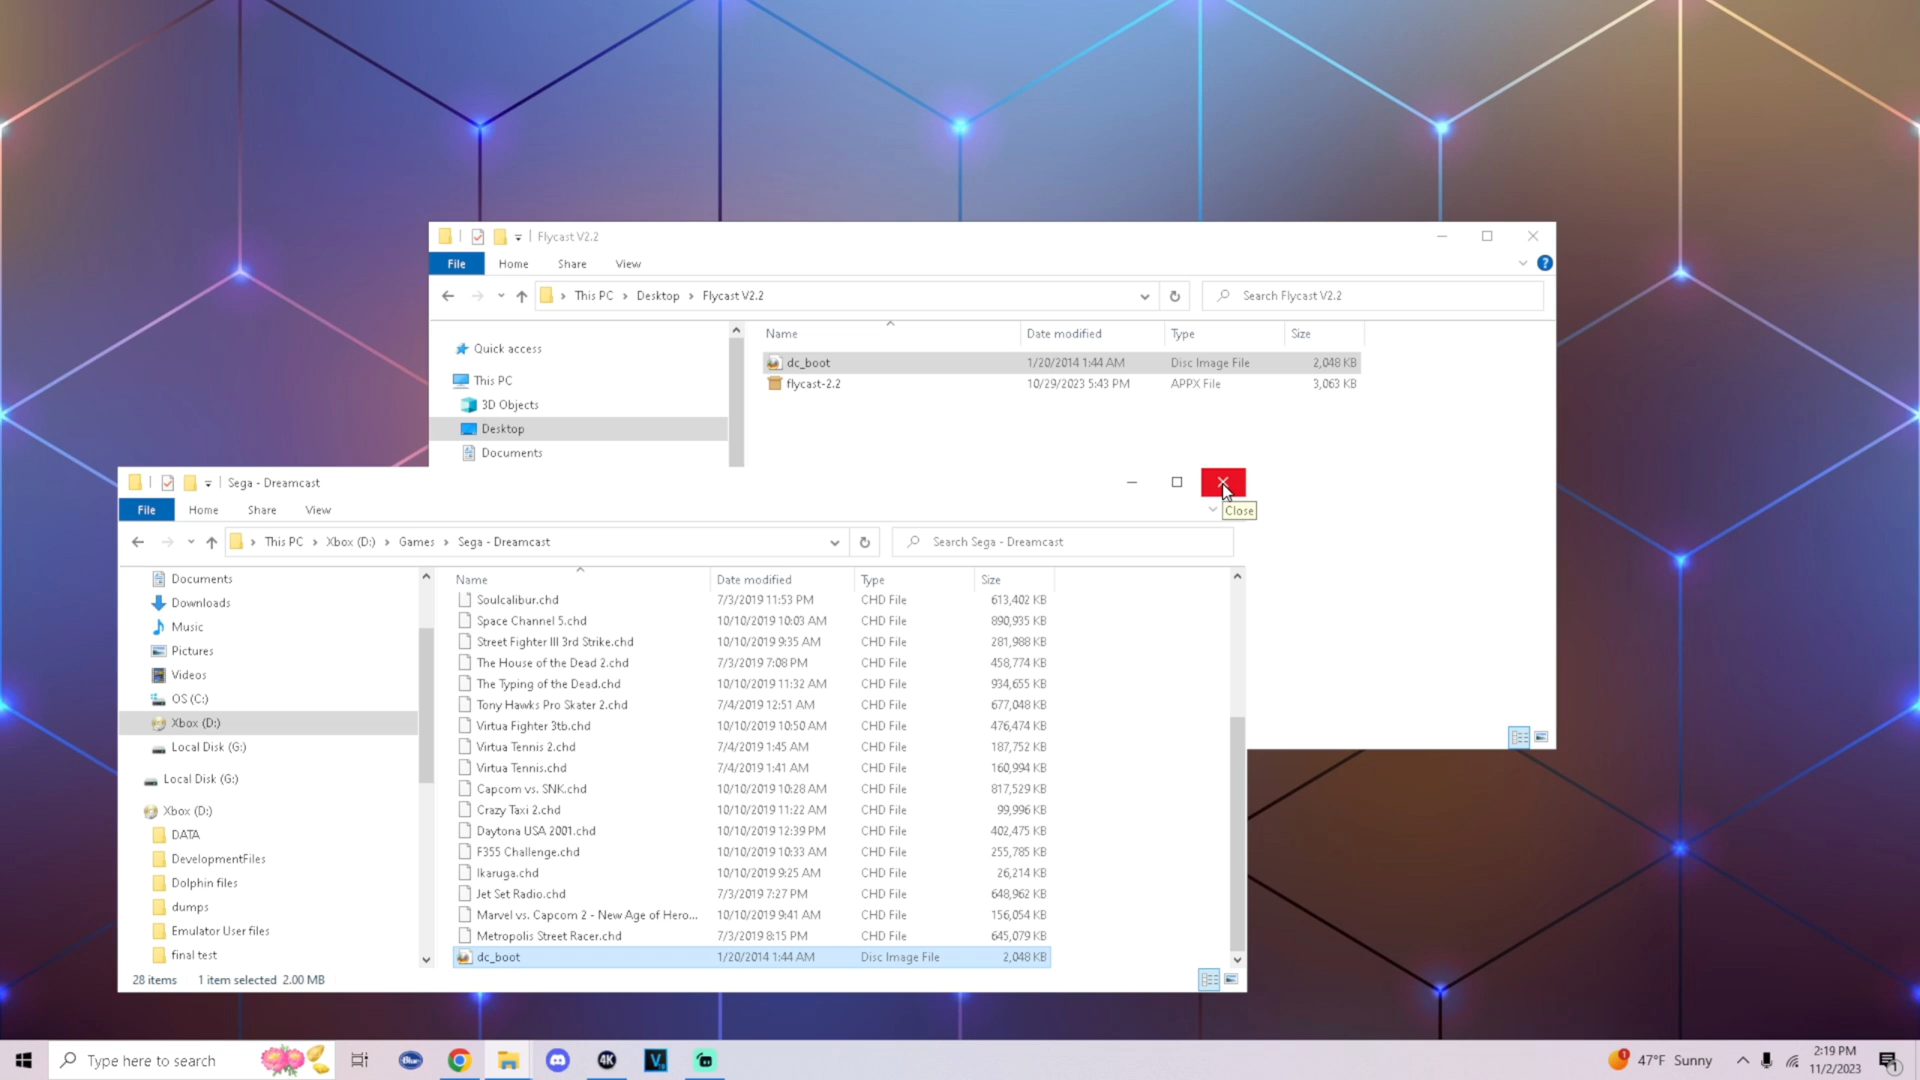 Flycast V2.2
File Home Share View
This PC Desktop Flycast V2.2
Search Flycast V2.2
Name Date modified Type Size
Quick access
This PC
3D Objects
Desktop
Documents
dc_boot 1/20/2014 1:44 AM Disc Image File 2,048 KB
flycast-2.2 10/29/2023 5:43 PM APPX File 3,063 KB
Sega - Dreamcast
Close
File Home Share View
This PC Xbox (D:) Games Sega - Dreamcast
Search Sega - Dreamcast
Documents
Downloads
Music
Pictures
Videos
OS (C:)
Xbox (D:)
Local Disk (G:)
Local Disk (G:)
Xbox (D:)
DATA
DevelopmentFiles
Dolphin files
dumps
Emulator User files
final test
Name Date modified Type Size
Soulcalibur.chd 7/3/2019 11:53 PM CHD File 613,402 KB
Space Channel 5.chd 10/10/2019 10:03 AM CHD File 890,935 KB
Street Fighter III 3rd Strike.chd 10/10/2019 9:35 AM CHD File 281,988 KB
The House of the Dead 2.chd 7/3/2019 7:08 PM CHD File 458,774 KB
The Typing of the Dead.chd 10/10/2019 11:32 AM CHD File 934,655 KB
Tony Hawks Pro Skater 2.chd 7/4/2019 12:51 AM CHD File 677,048 KB
Virtua Fighter 3tb.chd 10/10/2019 10:50 AM CHD File 476,474 KB
Virtua Tennis 2.chd 7/4/2019 1:45 AM CHD File 187,752 KB
Virtua Tennis.chd 7/4/2019 1:41 AM CHD File 160,994 KB
Capcom vs. SNK.chd 10/10/2019 10:28 AM CHD File 817,529 KB
Crazy Taxi 2.chd 10/10/2019 11:22 AM CHD File 99,996 KB
Daytona USA 2001.chd 10/10/2019 12:39 PM CHD File 402,475 KB
F355 Challenge.chd 10/10/2019 10:33 AM CHD File 255,785 KB
Ikaruga.chd 10/10/2019 9:25 AM CHD File 26,214 KB
Jet Set Radio.chd 7/3/2019 7:27 PM CHD File 648,962 KB
Marvel vs. Capcom 2 - New Age of Hero... 10/10/2019 9:41 AM CHD File 156,054 KB
Metropolis Street Racer.chd 7/3/2019 8:15 PM CHD File 645,079 KB
dc_boot 1/20/2014 1:44 AM Disc Image File 2,048 KB
28 items 1 item selected 2.00 MB
Type here to search
Blue
4K
V
1
47°F Sunny
2:19 PM
11/2/2023
1